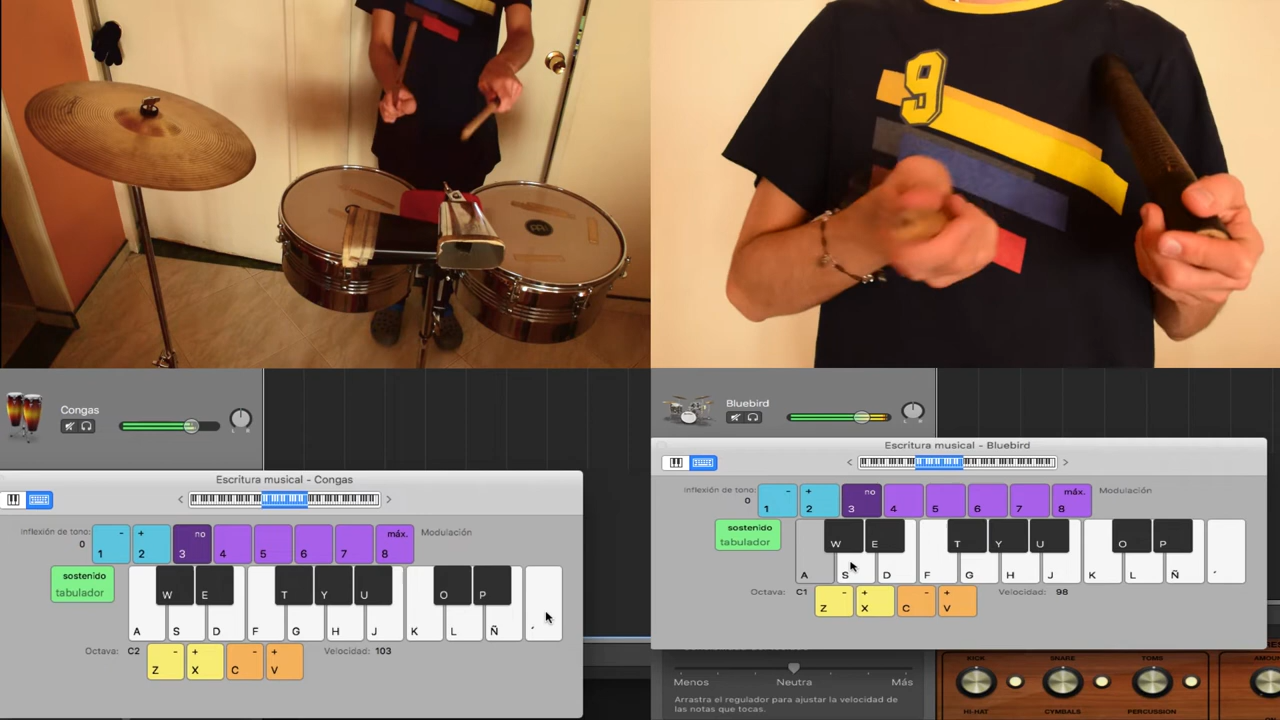 9
Congas
L R
Escritura musical - Congas
Inflexión de tono:
0
- + no máx.
1 2 3 4 5 6 7 8
Modulación
sostenido
tabulador
W E T Y U O P
A S D F G H J K L Ñ ´
Octava: C2
- + - +
Z X C V
Velocidad: 103
Bluebird
L R
Escritura musical - Bluebird
Inflexión de tono:
0
- + no máx.
1 2 3 4 5 6 7 8
Modulación
sostenido
tabulador
W E T Y U O P
A S D F G H J K L Ñ ´
Octava: C1
- + - +
Z X C V
Velocidad: 98
Menos Neutra Más
Arrastra el regulador para ajustar la velocidad de
las notas que tocas.
KICK SNARE TOMS
HI-HAT CYMBALS PERCUSSION